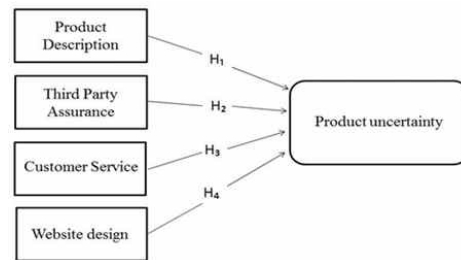 Product
Description
H₁
Third Party
Assurance
H₂
Product uncertainty
Customer Service
H₃
H₄
Website design